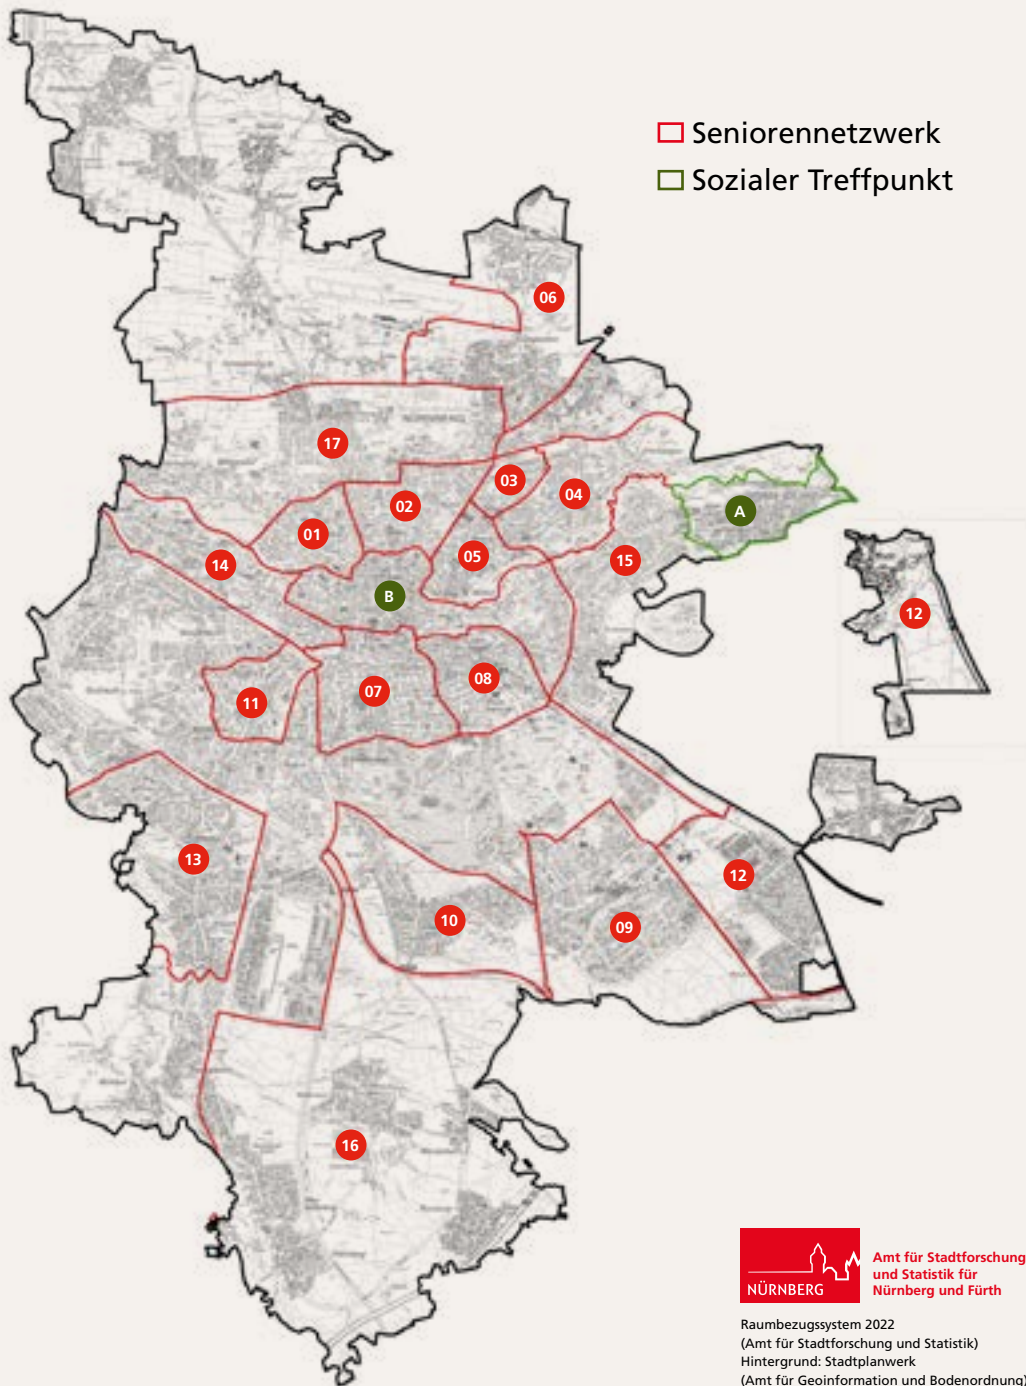 Seniorennetzwerk
Sozialer Treffpunkt
06
17
03
04
02
A
01
05
14
15
B
12
08
07
11
13
12
10
09
16
NÜRNBERG
Amt für Stadtforschung
und Statistik für
Nürnberg und Fürth
Raumbezugssystem 2022
(Amt für Stadtforschung und Statistik)
Hintergrund: Stadtplanwerk
(Amt für Geoinformation und Bodenordnung)